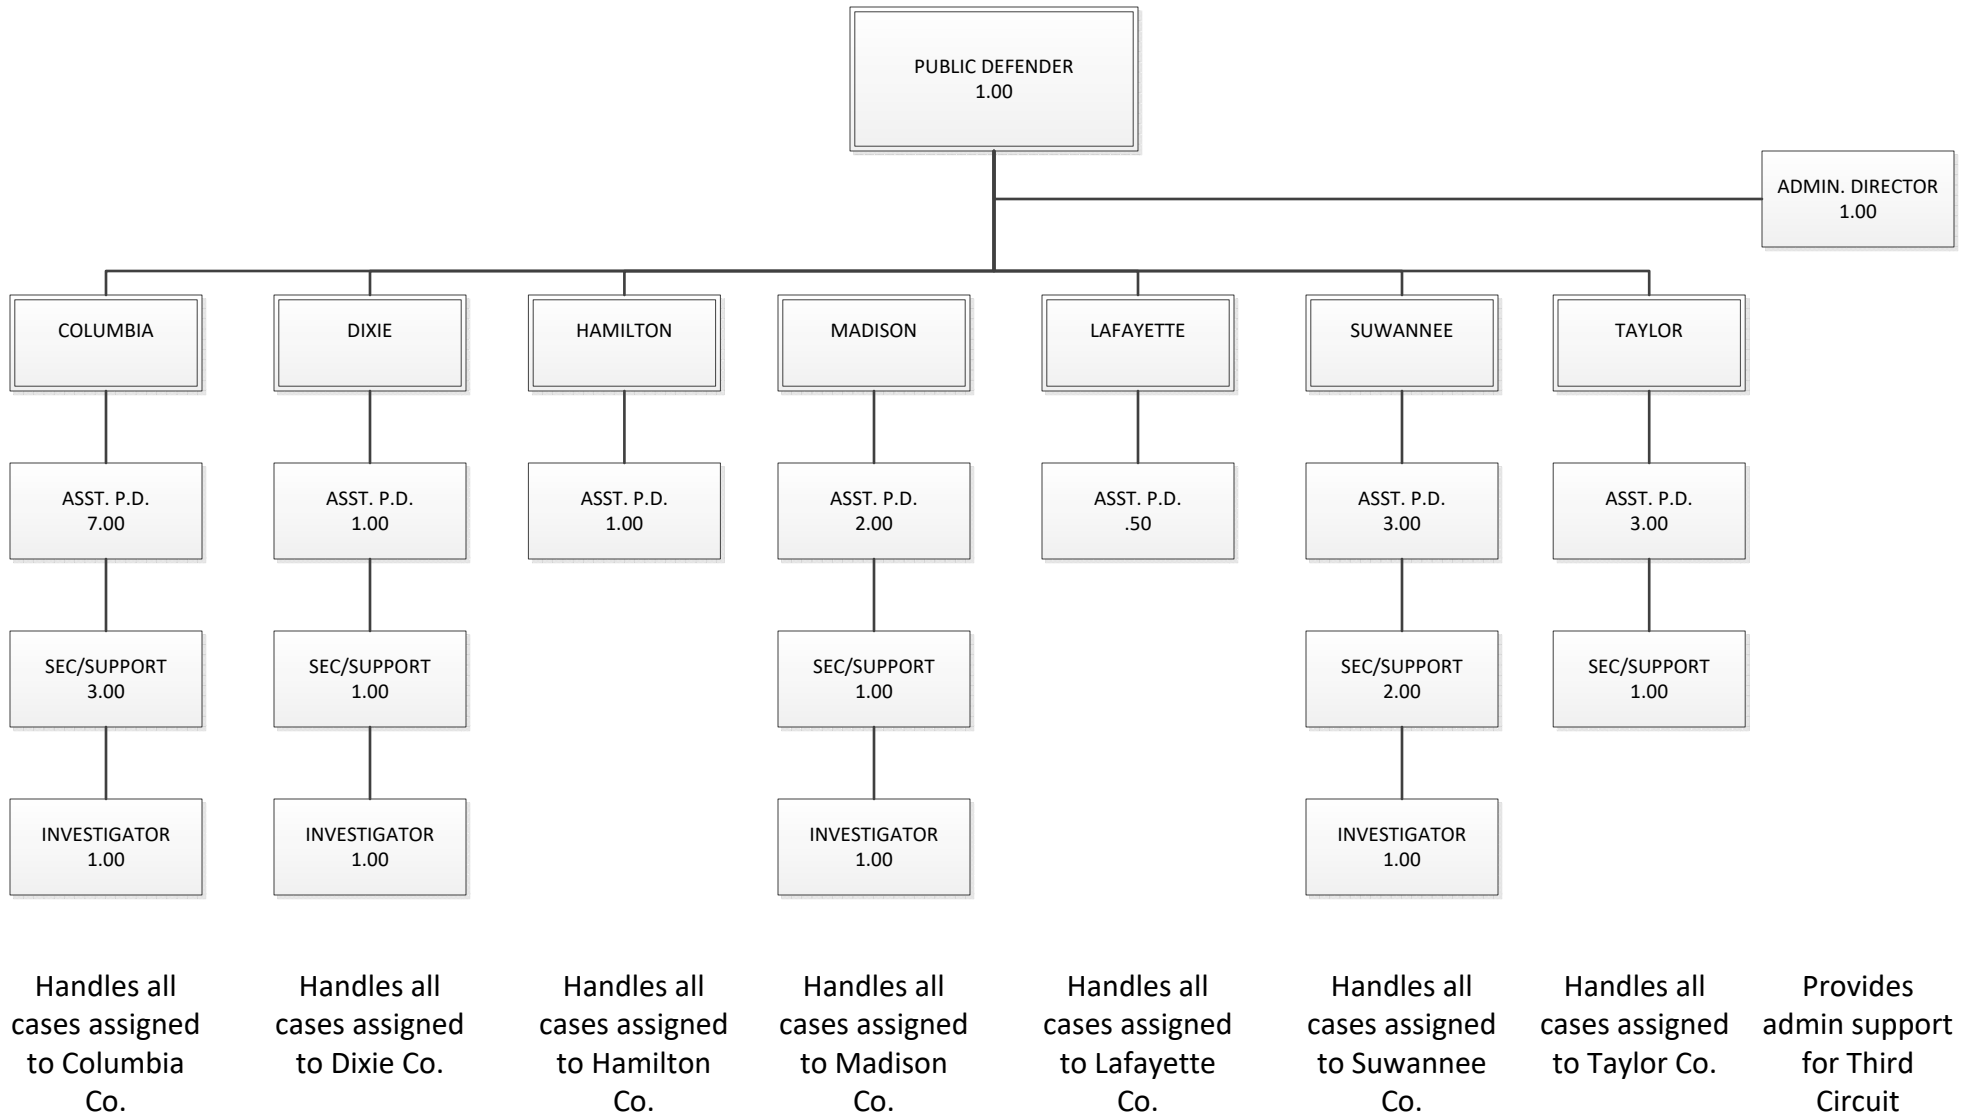 PUBLIC DEFENDER
1.00
ADMIN. DIRECTOR
1.00
COLUMBIA
DIXIE
HAMILTON
MADISON
LAFAYETTE
SUWANNEE
TAYLOR
ASST. P.D.
7.00
ASST. P.D.
1.00
ASST. P.D.
1.00
ASST. P.D.
2.00
ASST. P.D.
.50
ASST. P.D.
3.00
ASST. P.D.
3.00
SEC/SUPPORT
3.00
SEC/SUPPORT
1.00
SEC/SUPPORT
1.00
SEC/SUPPORT
2.00
SEC/SUPPORT
1.00
INVESTIGATOR
1.00
INVESTIGATOR
1.00
INVESTIGATOR
1.00
INVESTIGATOR
1.00
Handles all
cases assigned
to Columbia
Co.
Handles all
cases assigned
to Dixie Co.
Handles all
cases assigned
to Hamilton
Co.
Handles all
cases assigned
to Madison
Co.
Handles all
cases assigned
to Lafayette
Co.
Handles all
cases assigned
to Suwannee
Co.
Handles all
cases assigned
to Taylor Co.
Provides
admin support
for Third
Circuit